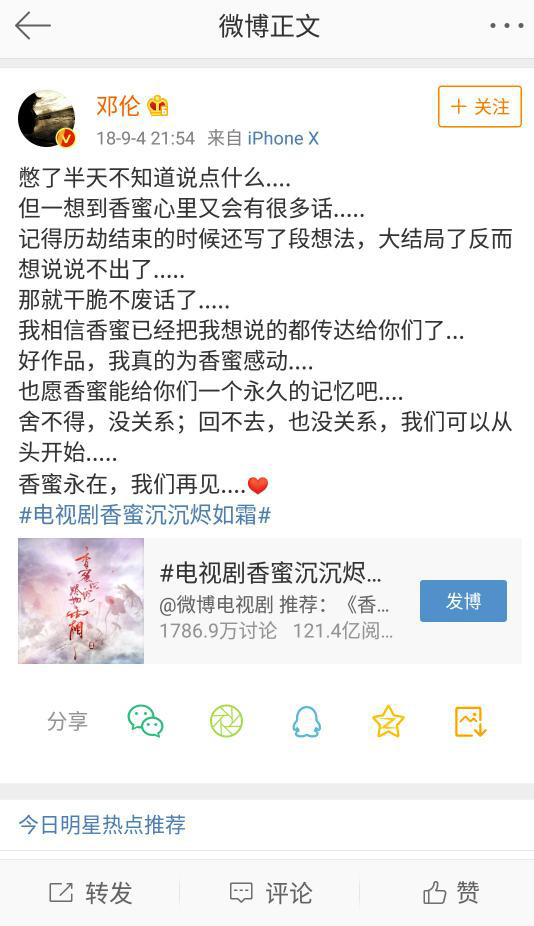 微博正文
邓伦
关注
18-9-4 21:54 来自 iPhone X
憋了半天不知道说点什么....
但一想到香蜜心里又会有很多话.....
记得历劫结束的时候还写了段想法，大结局了反而
想说说不出了.....
那就干脆不废话了.....
我相信香蜜已经把我想说的都传达给你们了...
好作品，我真的为香蜜感动....
也愿香蜜能给你们一个永久的记忆吧....
舍不得，没关系；回不去，也没关系，我们可以从
头开始.....
香蜜永在，我们再见....❤️
#电视剧香蜜沉沉烬如霜#
香蜜沉沉烬如霜
#电视剧香蜜沉沉烬...
@微博电视剧 推荐：《香...
1786.9万讨论 121.4亿阅...
发博
分享
今日明星热点推荐
转发
评论
赞